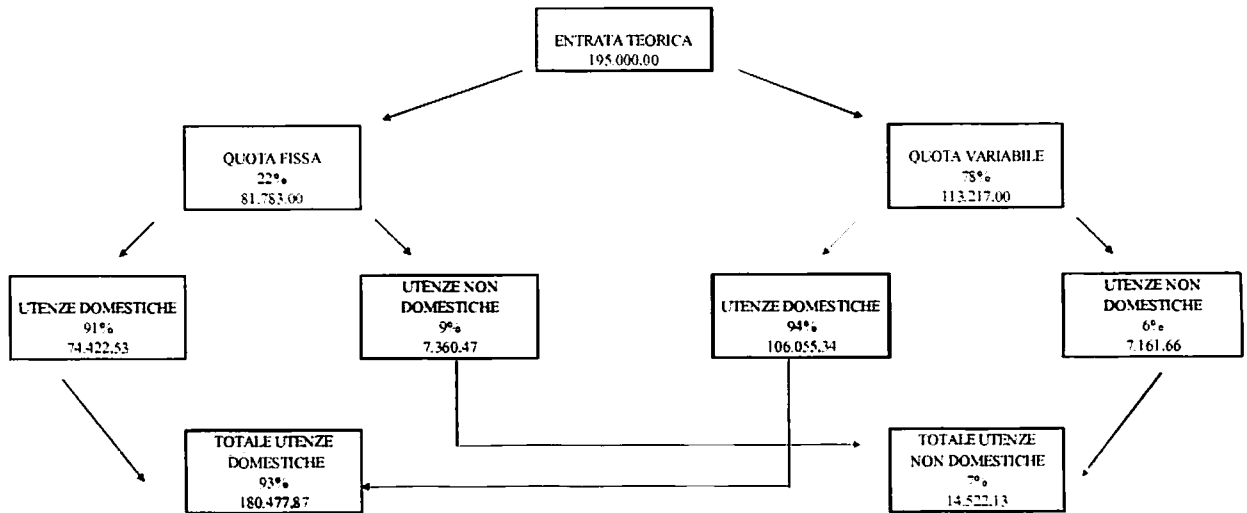 ENTRATA TEORICA
195.000,00
QUOTA FISSA
22%
81.783,00
QUOTA VARIABILE
78%
113.217,00
UTENZE DOMESTICHE
91%
74.422,53
UTENZE NON
DOMESTICHE
9%
7.360,47
UTENZE DOMESTICHE
94%
106.055,34
UTENZE NON
DOMESTICHE
6%
7.161,66
TOTALE UTENZE
DOMESTICHE
93%
180.477,87
TOTALE UTENZE
NON DOMESTICHE
7%
14.522,13